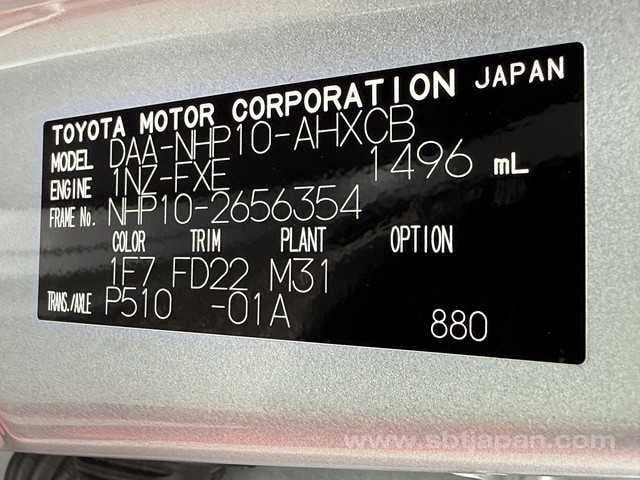 TOYOTA MOTOR CORPORATION JAPAN
MODEL DAA-NHP10-AHXCB
ENGINE 1NZ-FXE 1496 mL
FRAME No. NHP10-2656354
COLOR TRIM PLANT OPTION
1F7 FD22 M31
TRANS./AXLE P510 -01A
880
www.sbtjapan.com